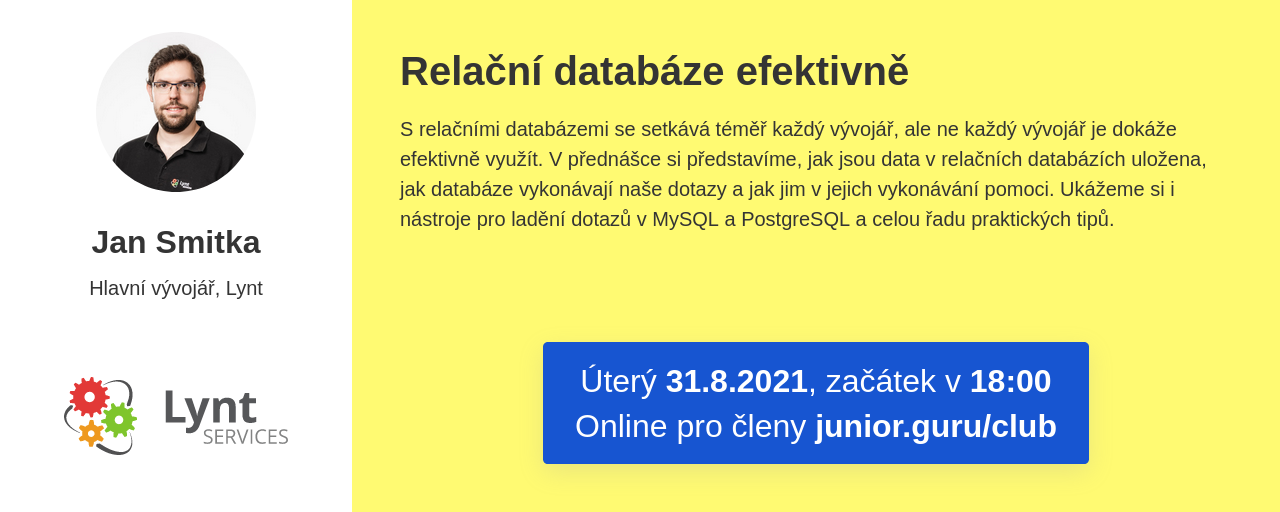 Jan Smitka
Hlavní vývojář, Lynt
Lynt
SERVICES
Relační databáze efektivně
S relačními databázemi se setkává téměř každý vývojář, ale ne každý vývojář je dokáže
efektivně využít. V přednášce si představíme, jak jsou data v relačních databázích uložena,
jak databáze vykonávají naše dotazy a jak jim v jejich vykonávání pomoci. Ukážeme si i
nástroje pro ladění dotazů v MySQL a PostgreSQL a celou řadu praktických tipů.
Úterý 31.8.2021, začátek v 18:00
Online pro členy junior.guru/club